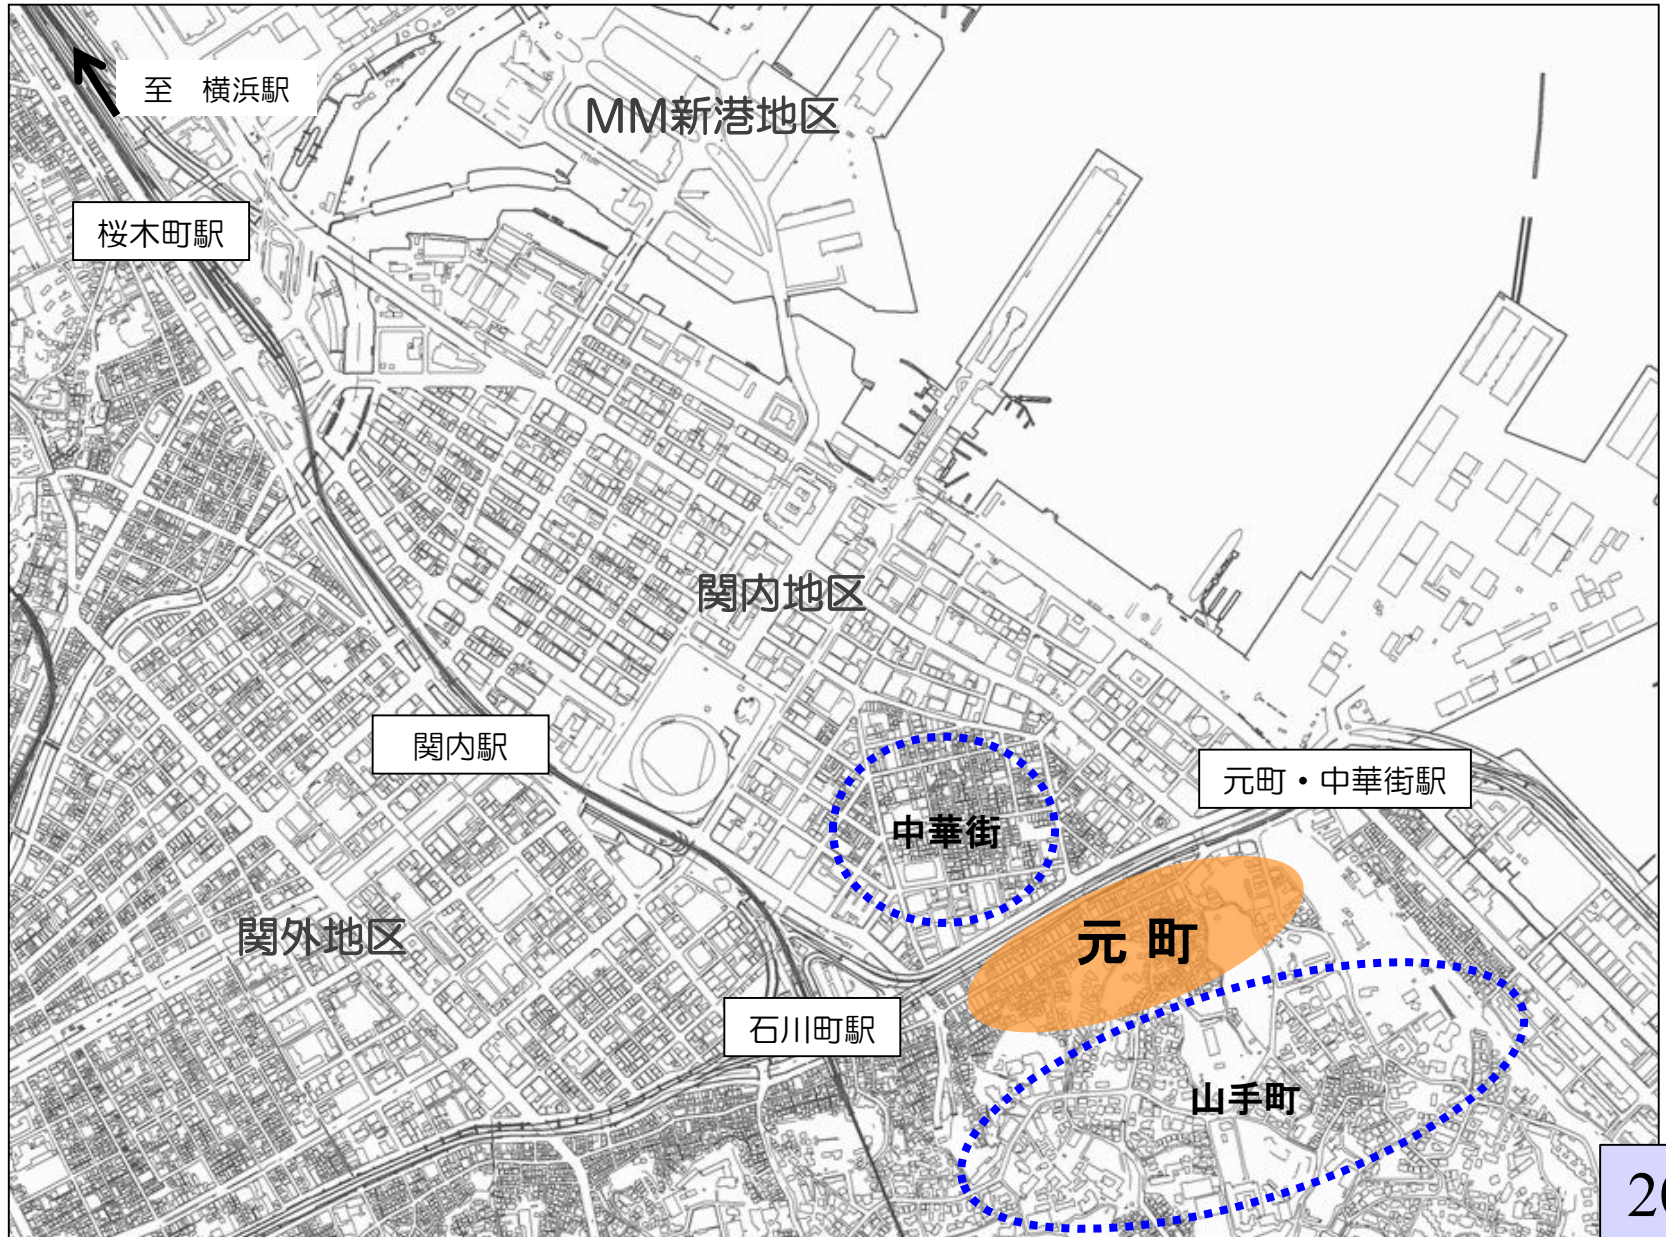 至　横浜駅
MM新港地区
桜木町駅
関内地区
関内駅
元町・中華街駅
中華街
関外地区
元 町
石川町駅
山手町